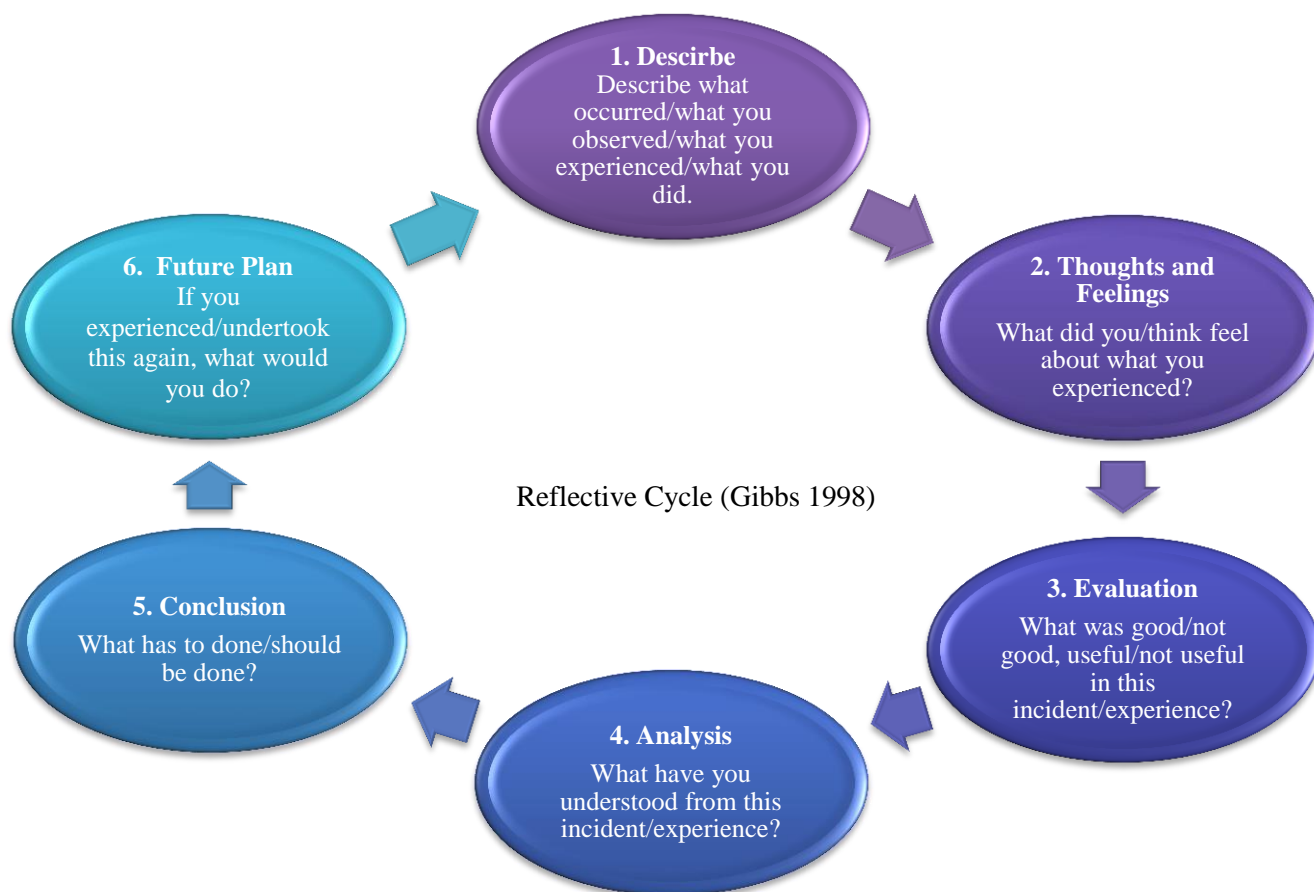 1. Descirbe
Describe what
occurred/what you
observed/what you
experienced/what you
did.
2. Thoughts and
Feelings
What did you/think feel
about what you
experienced?
3. Evaluation
What was good/not
good, useful/not useful
in this
incident/experience?
4. Analysis
What have you
understood from this
incident/experience?
5. Conclusion
What has to done/should
be done?
6. Future Plan
If you
experienced/undertook
this again, what would
you do?
Reflective Cycle (Gibbs 1998)